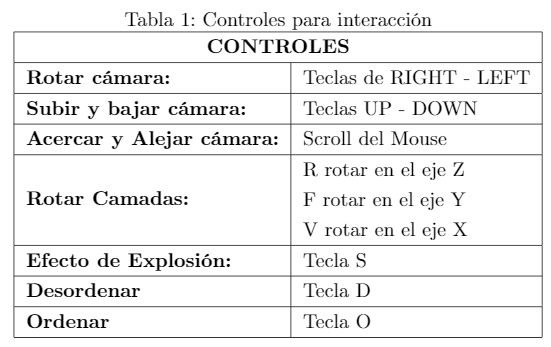 Tabla 1: Controles para interacción
CONTROLES
Rotar cámara: Teclas de RIGHT - LEFT
Subir y bajar cámara: Teclas UP - DOWN
Acercar y Alejar cámara: Scroll del Mouse
Rotar Camadas: R rotar en el eje Z
F rotar en el eje Y
V rotar en el eje X
Efecto de Explosión: Tecla S
Desordenar Tecla D
Ordenar Tecla O